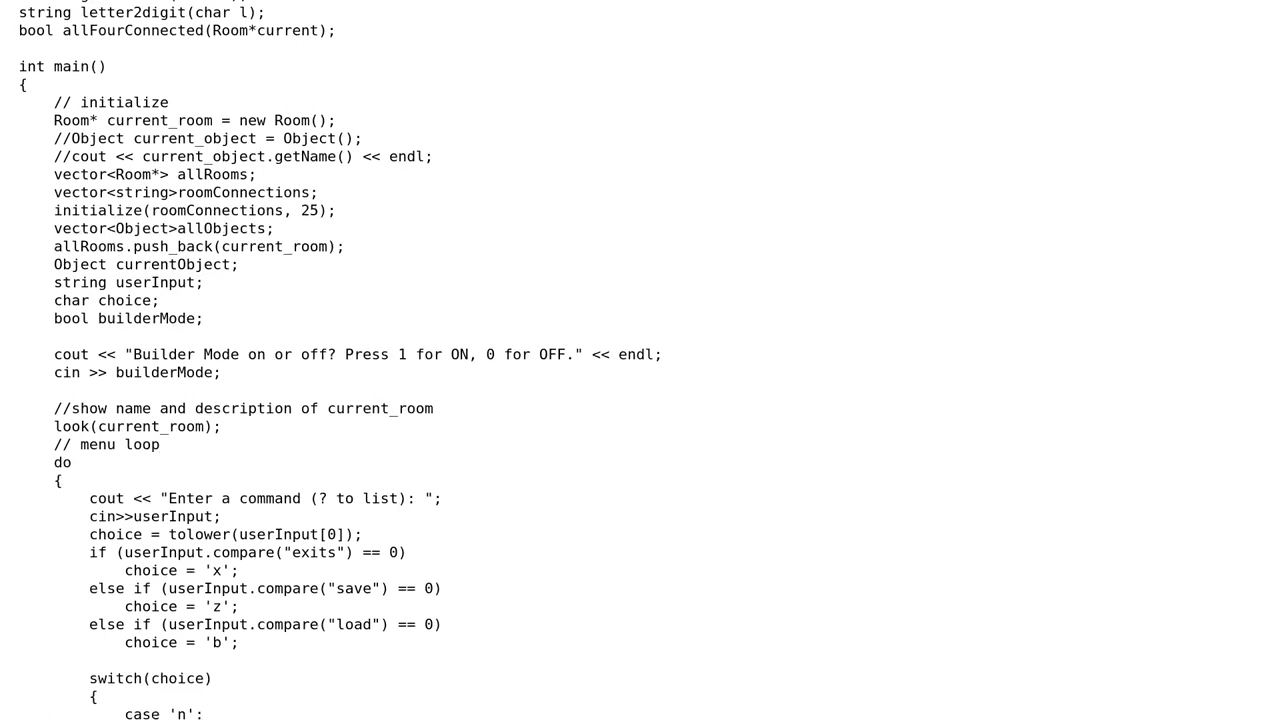 string letter2digit(char l);
bool allFourConnected(Room*current);

int main()
{
    // initialize
    Room* current_room = new Room();
    //Object current_object = Object();
    //cout << current_object.getName() << endl;
    vector<Room*> allRooms;
    vector<string>roomConnections;
    initialize(roomConnections, 25);
    vector<Object>allObjects;
    allRooms.push_back(current_room);
    Object currentObject;
    string userInput;
    char choice;
    bool builderMode;

    cout << "Builder Mode on or off? Press 1 for ON, 0 for OFF." << endl;
    cin >> builderMode;

    //show name and description of current_room
    look(current_room);
    // menu loop
    do
    {
        cout << "Enter a command (? to list): ";
        cin>>userInput;
        choice = tolower(userInput[0]);
        if (userInput.compare("exits") == 0)
            choice = 'x';
        else if (userInput.compare("save") == 0)
            choice = 'z';
        else if (userInput.compare("load") == 0)
            choice = 'b';

        switch(choice)
        {
            case 'n':